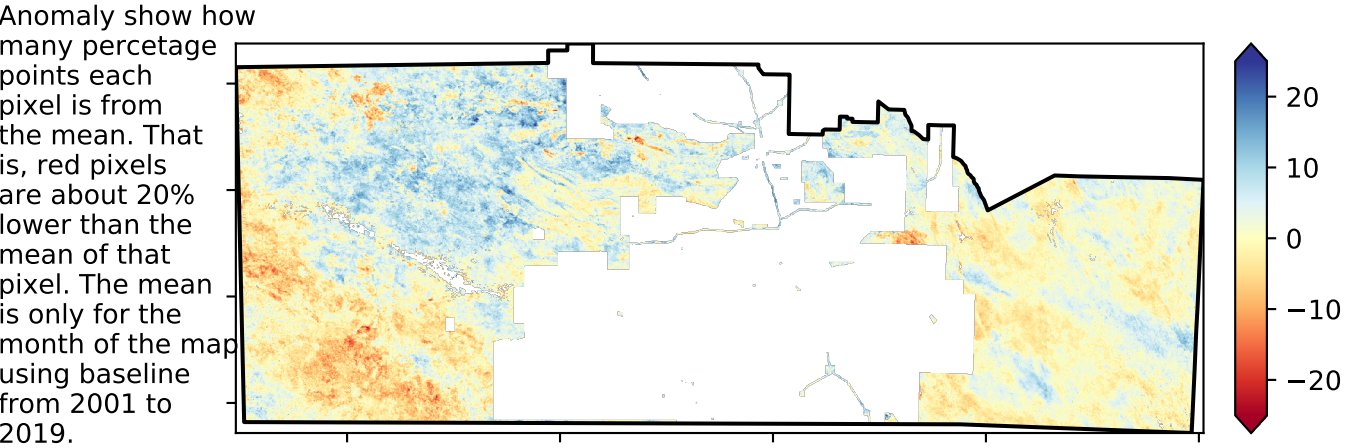 Anomaly show how
many percetage
points each
pixel is from
the mean. That
is, red pixels
are about 20%
lower than the
mean of that
pixel. The mean
is only for the
month of the map
using baseline
from 2001 to
2019.
20
10
0
−10
−20